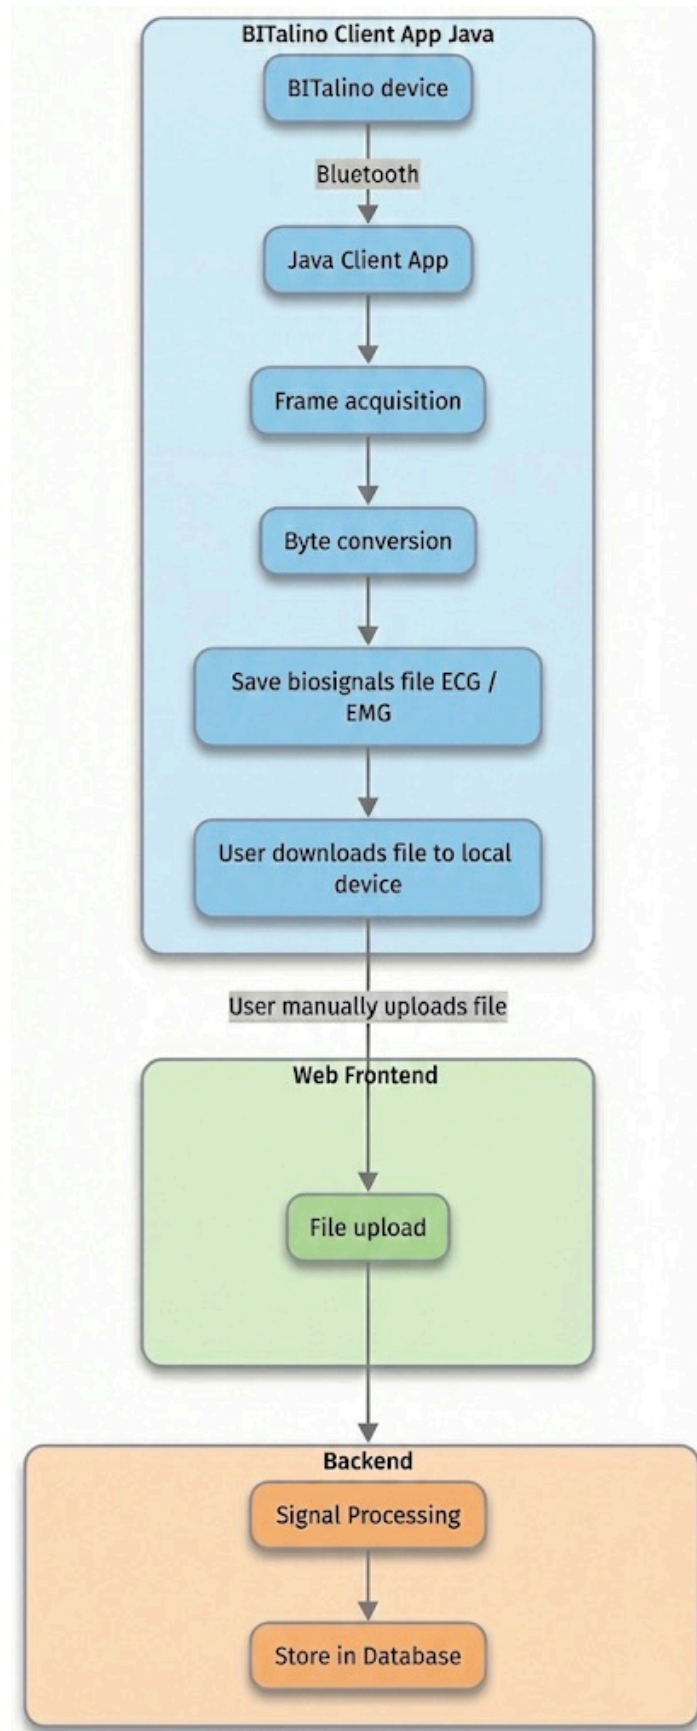 BITalino Client App Java
BITalino device
Bluetooth
Java Client App
Frame acquisition
Byte conversion
Save biosignals file ECG /
EMG
User downloads file to local
device
User manually uploads file
Web Frontend
File upload
Backend
Signal Processing
Store in Database